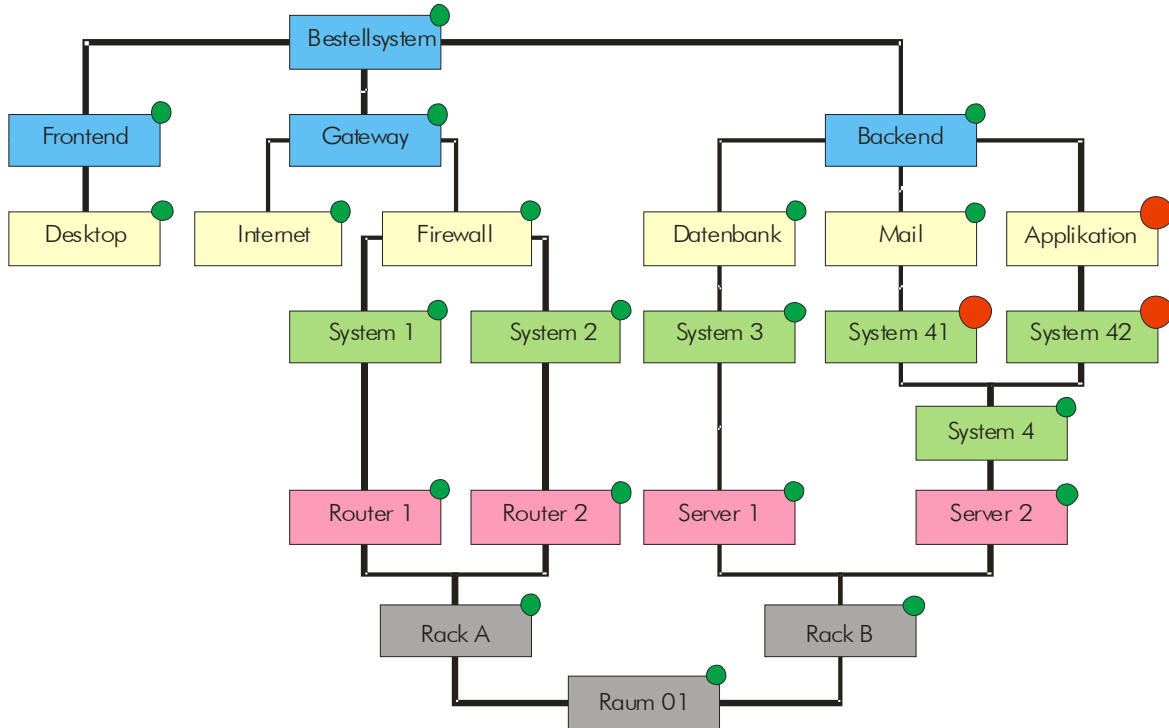 Bestellsystem
Frontend
Gateway
Backend
Desktop
Internet
Firewall
Datenbank
Mail
Applikation
System 1
System 2
System 3
System 41
System 42
System 4
Router 1
Router 2
Server 1
Server 2
Rack A
Rack B
Raum 01